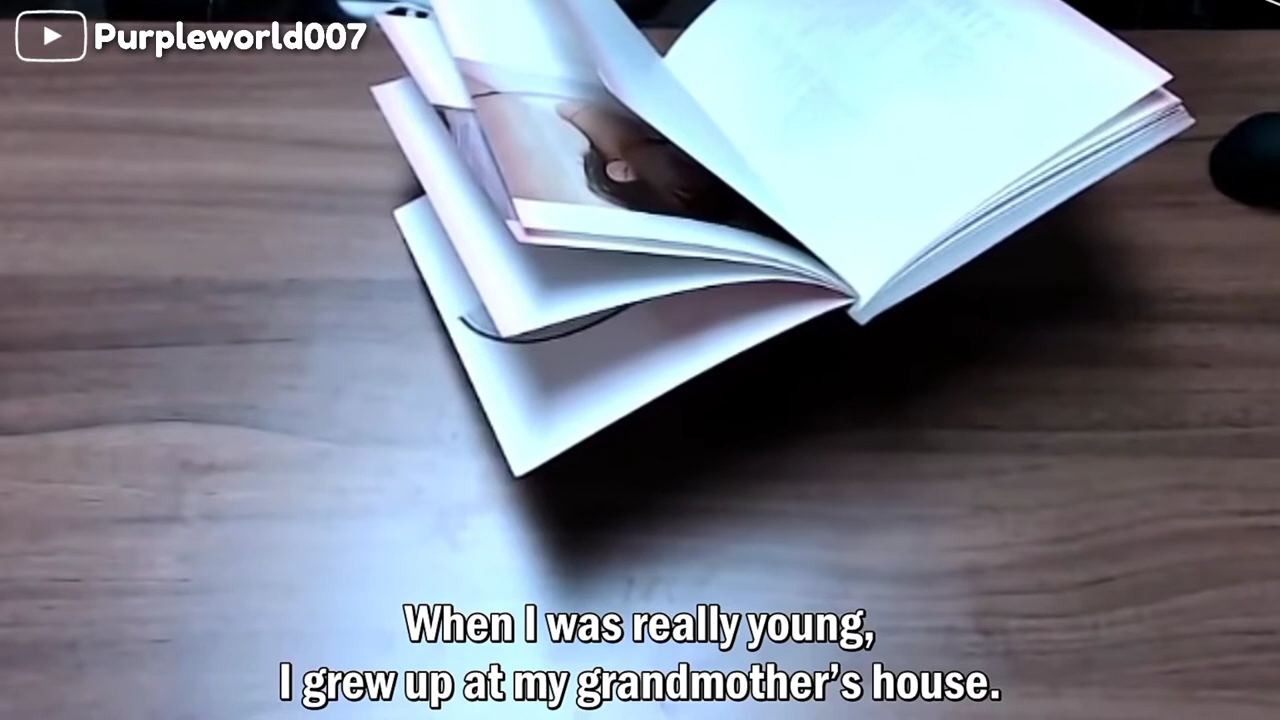 Purpleworld007
When I was really young,
I grew up at my grandmother's house.